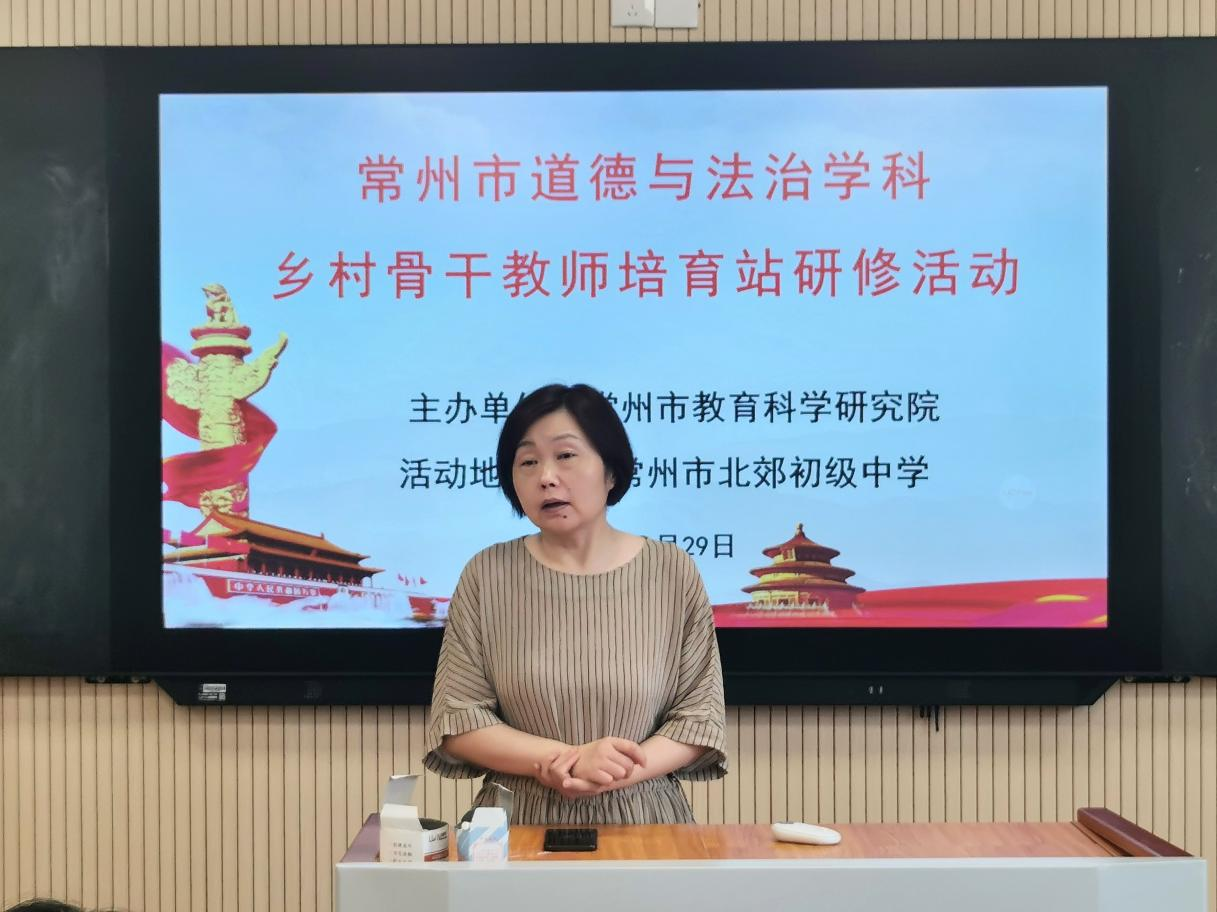 常州市道德与法治学科
乡村骨干教师培育站研修活动
主办单 常州市教育科学研究院
活动地 常州市北郊初级中学
月29日